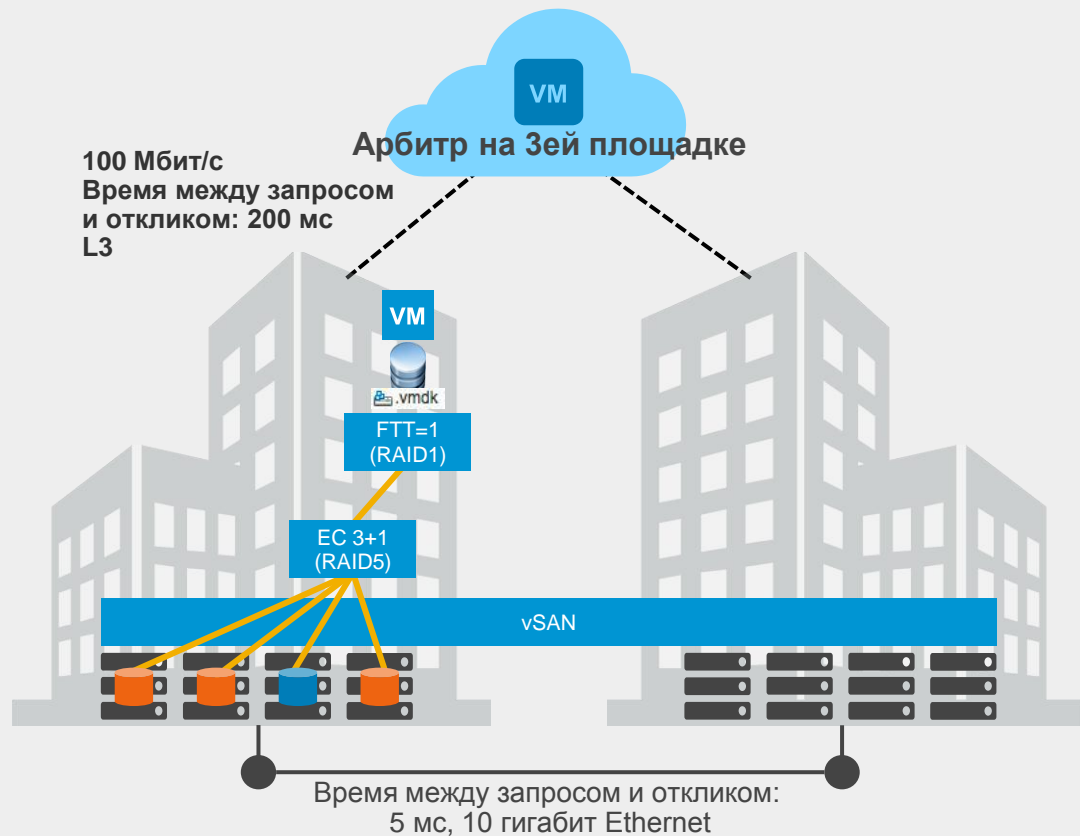 VM
Арбитр на 3ей площадке
100 Мбит/с
Время между запросом
и откликом: 200 мс
L3
VM
.vmdk
FTT=1
(RAID1)
EC 3+1
(RAID5)
vSAN
Время между запросом и откликом:
5 мс, 10 гигабит Ethernet